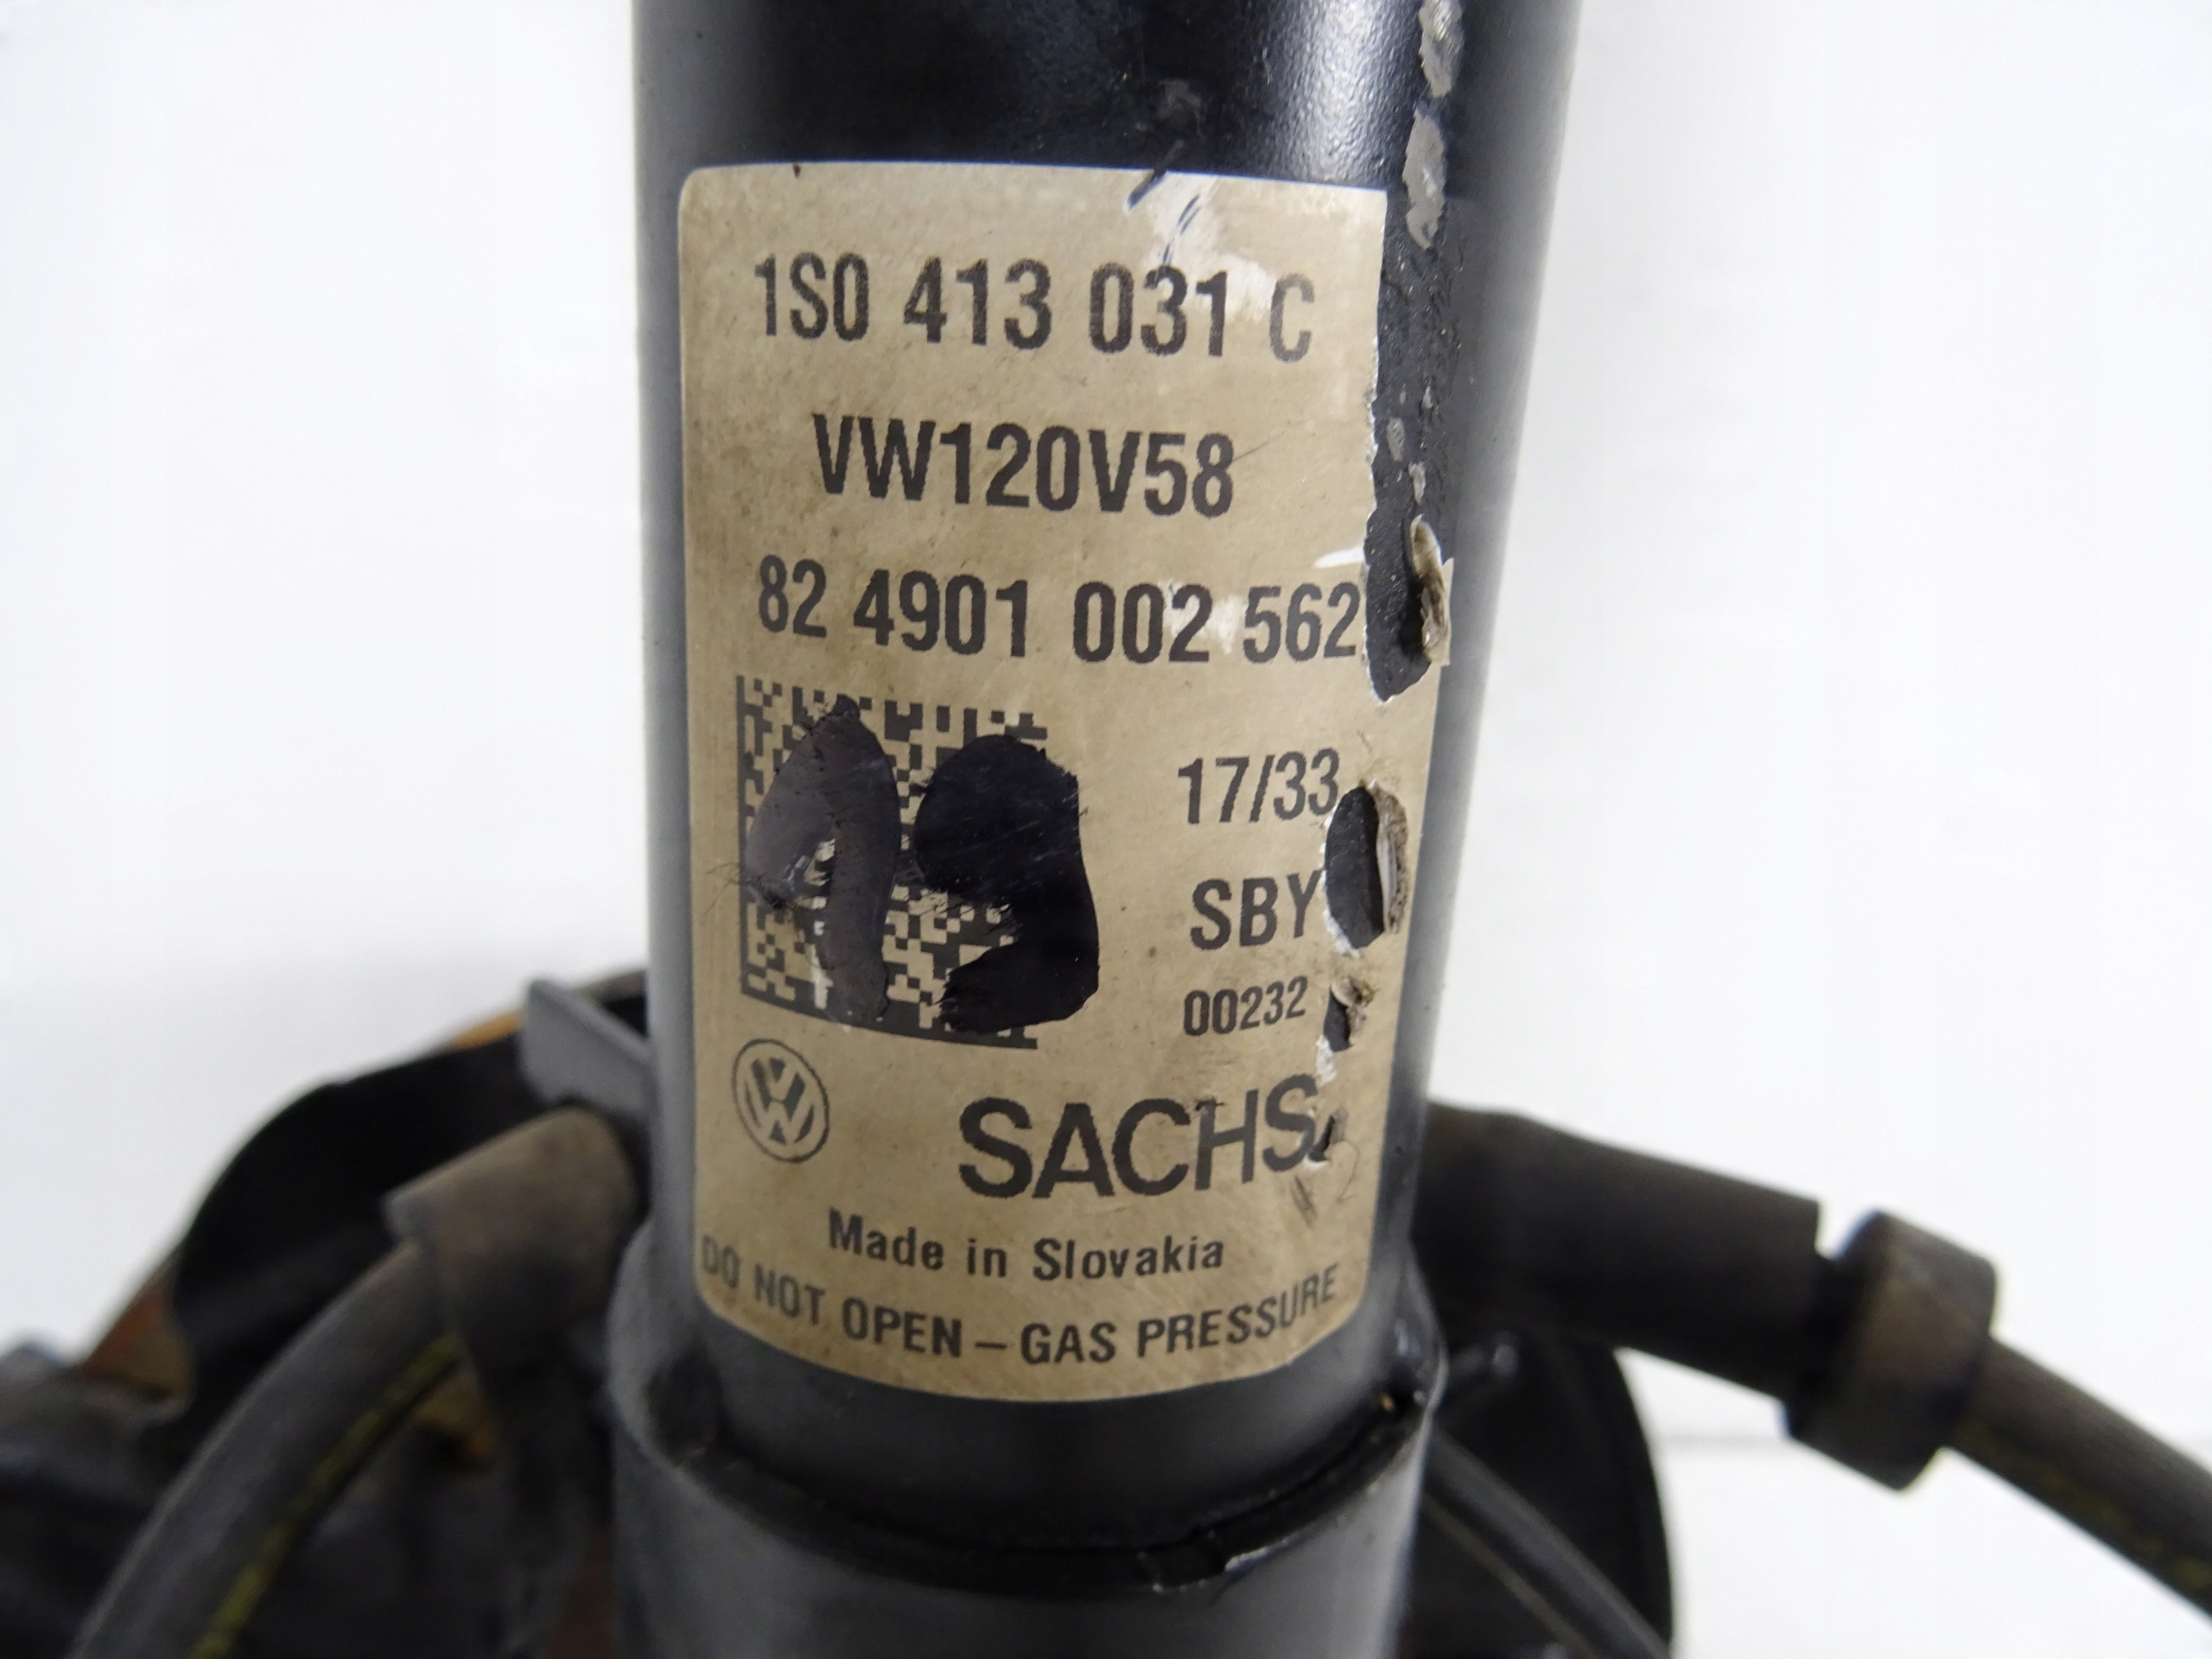 1S0 413 031 C
VW120V58
82 4901 002 562
17/33
SBY
00232
SACHS
Made in Slovakia
DO NOT OPEN – GAS PRESSURE